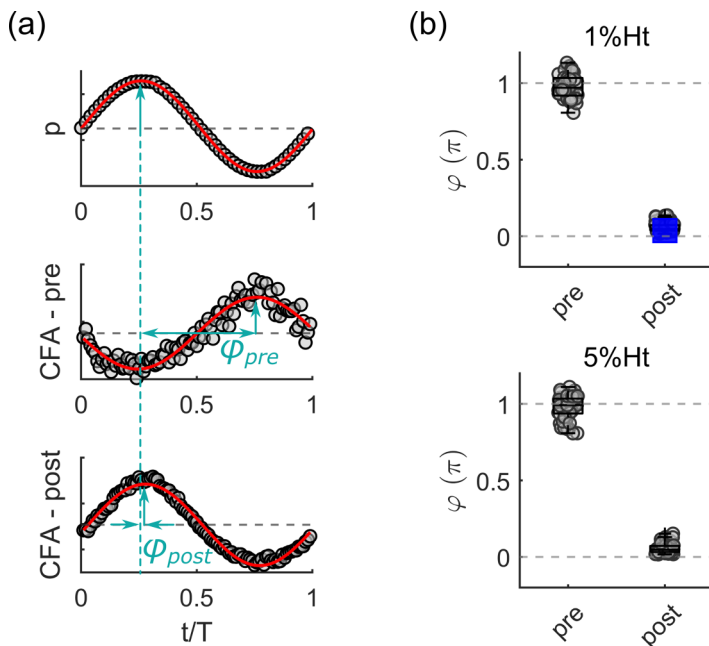 (a)
p
0
0.5
1
CFA - pre
φpre
0
0.5
1
CFA - post
φpost
0
0.5
1
t/T
(b)
1%Ht
φ (π)
1
0.5
0
pre
post
5%Ht
φ (π)
1
0.5
0
pre
post